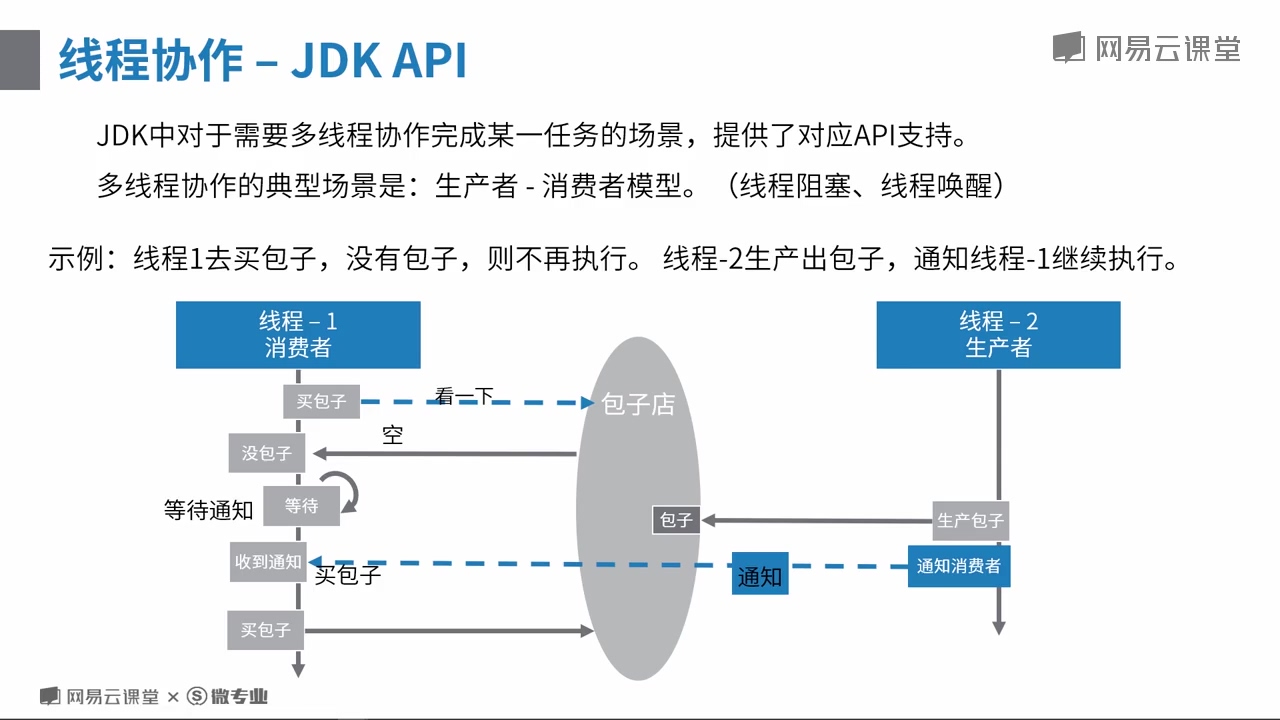 线程协作 – JDK API
网易云课堂
JDK中对于需要多线程协作完成某一任务的场景，提供了对应API支持。
多线程协作的典型场景是：生产者 - 消费者模型。（线程阻塞、线程唤醒）
示例：线程1去买包子，没有包子，则不再执行。 线程-2生产出包子，通知线程-1继续执行。
线程 – 1
消费者
线程 – 2
生产者
买包子
看一下
包子店
空
没包子
等待通知
等待
包子
生产包子
收到通知
买包子
通知
通知消费者
买包子
网易云课堂 × S 微专业